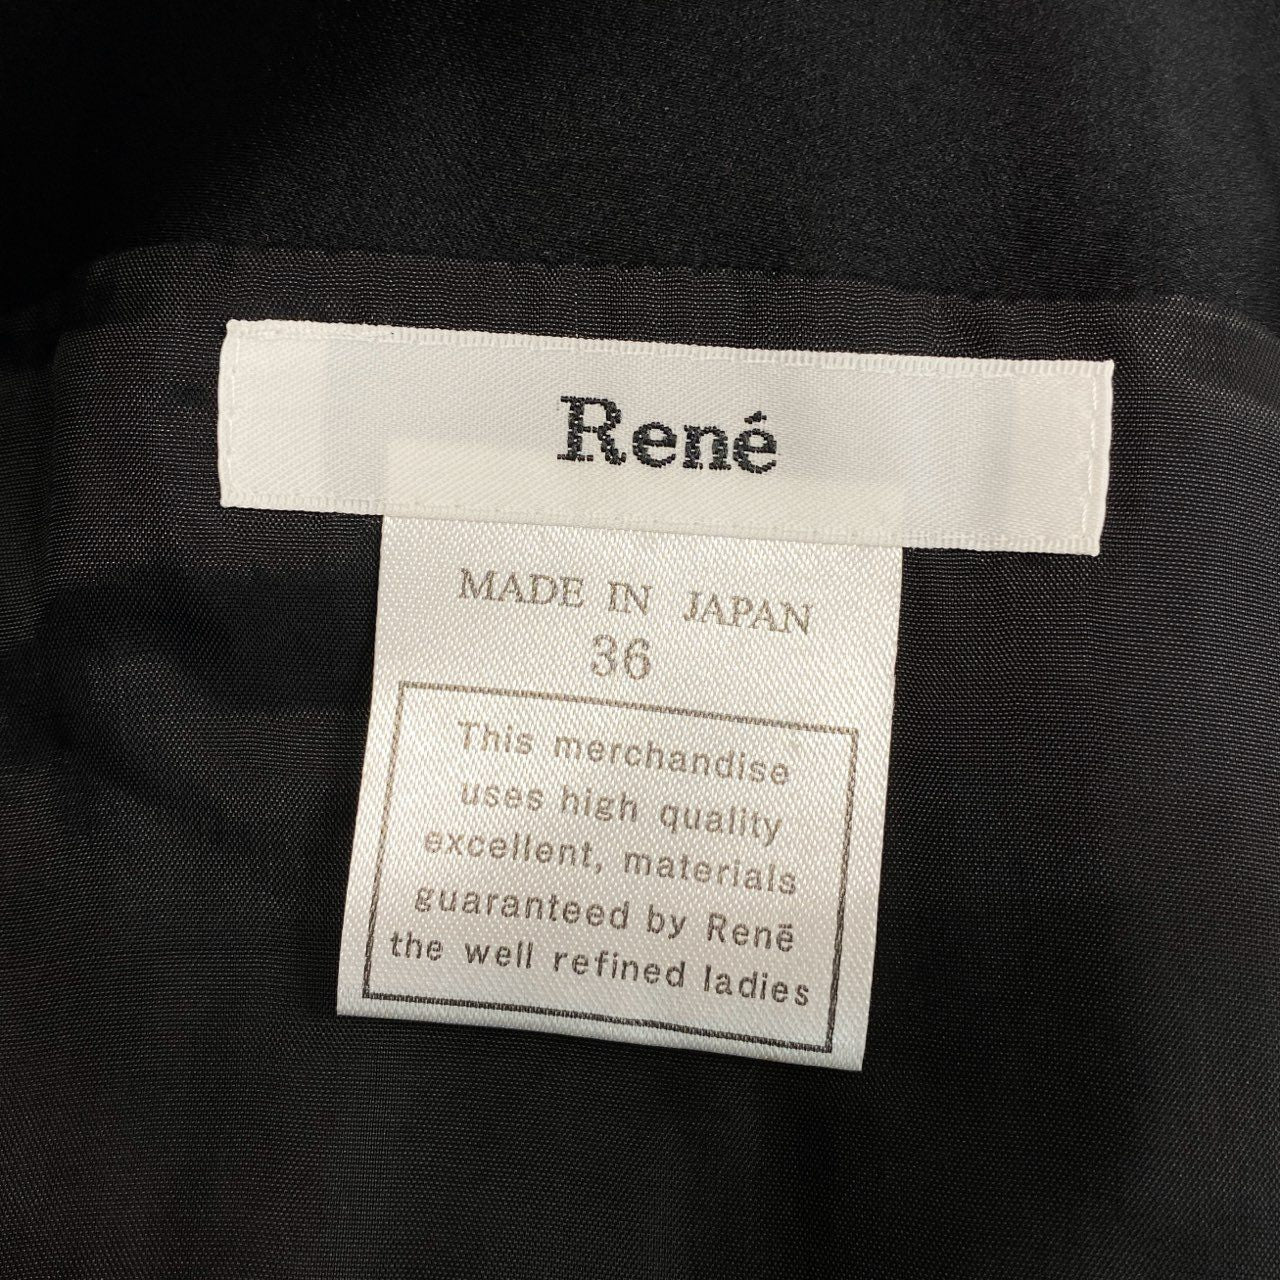 René
MADE IN JAPAN
36
This merchandise
uses high quality
excellent, materials
guaranteed by Renē
the well refined ladies